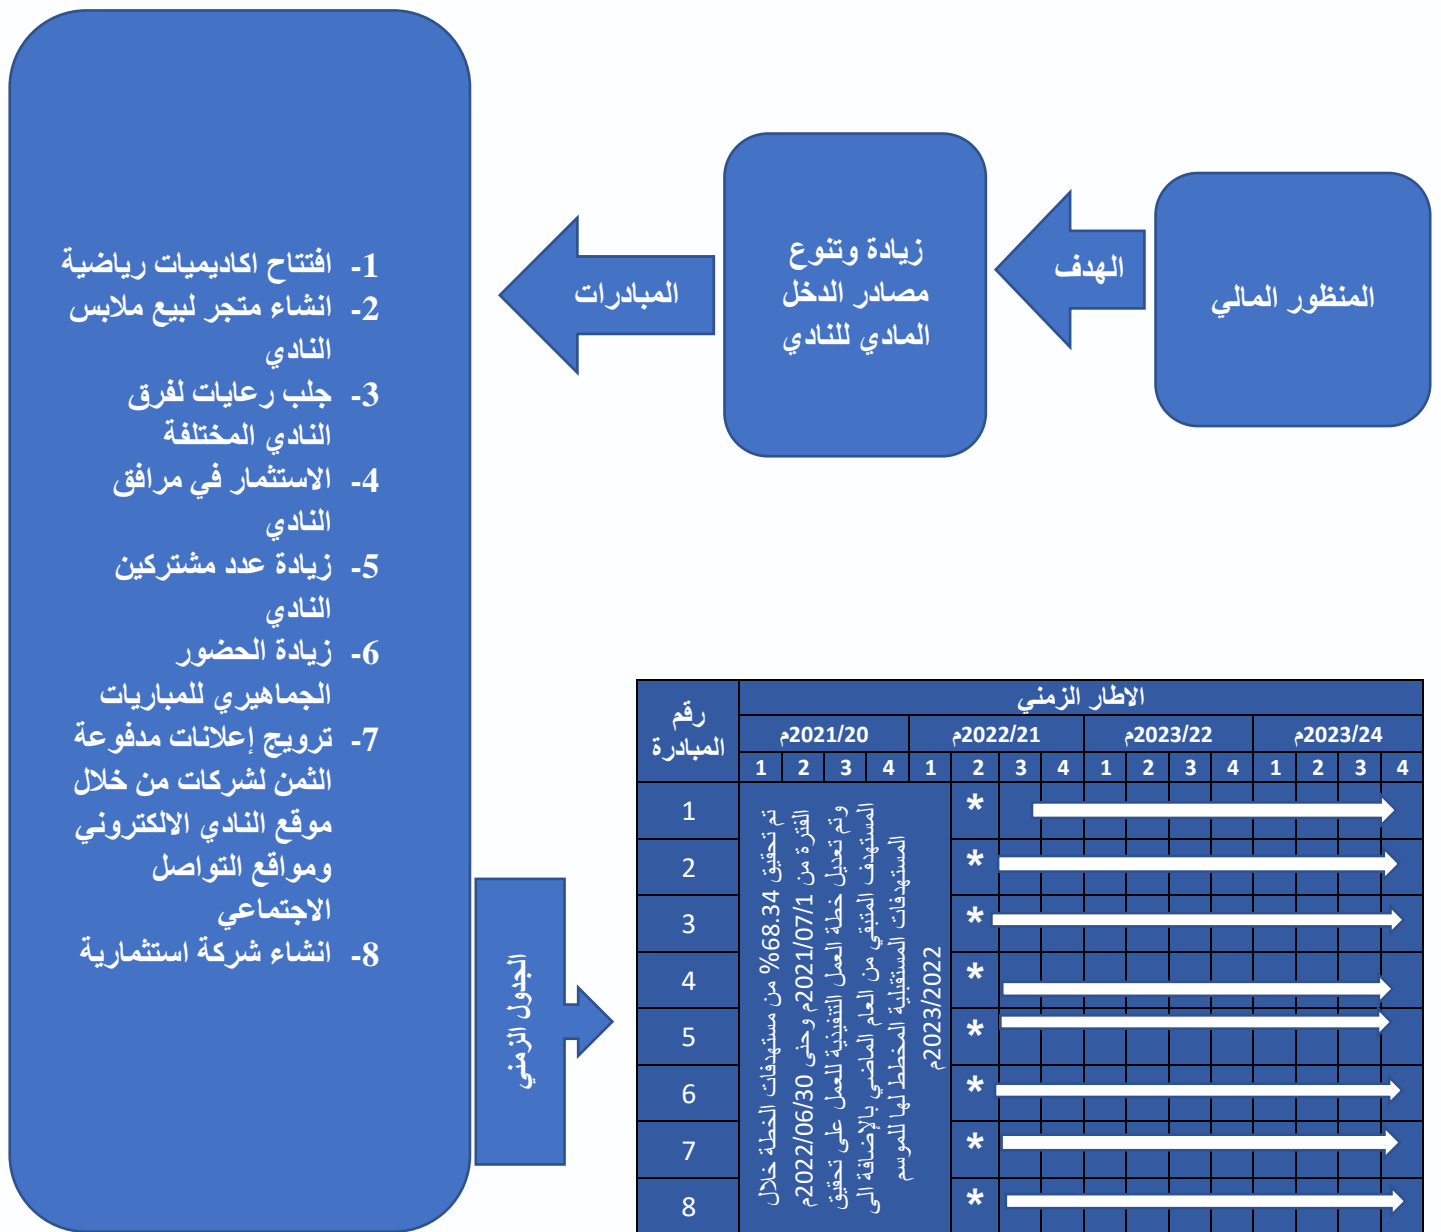 المنظور المالي
الهدف
زيادة وتنوع
مصادر الدخل
المادي للنادي
المبادرات
1- افتتاح اكاديميات رياضية
2- انشاء متجر لبيع ملابس
النادي
3- جلب رعايات لفرق
النادي المختلفة
4- الاستثمار في مرافق
النادي
5- زيادة عدد مشتركين
النادي
6- زيادة الحضور
الجماهيري للمباريات
7- ترويج إعلانات مدفوعة
الثمن لشركات من خلال
موقع النادي الالكتروني
ومواقع التواصل
الاجتماعي
8- انشاء شركة استثمارية
الجدول الزمني
رقم
المبادرة
الاطار الزمني
2021/20م 2022/21م 2023/22م 2023/24م
1 2 3 4 1 2 3 4 1 2 3 4 1 2 3 4
1 *
2 *
3 *
4 *
5 *
6 *
7 *
8 *
تم تحقيق 68.34% من مستهدفات الخطة خلال
الفترة من 2021/07/1م وحتى 2022/06/30م
وتم تعديل خطة العمل التنفيذية للعمل على تحقيق
المستهدف المتبقي من العام الماضي بالإضافة الى
المستهدفات المستقبلية المخطط لها للموسم
2023/2022م